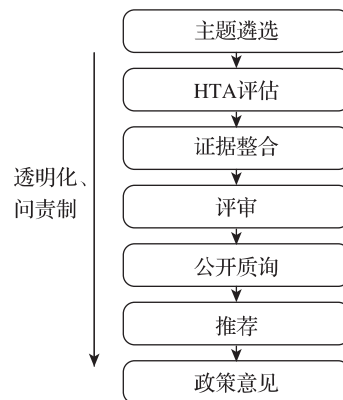 主题遴选
HTA评估
证据整合
透明化、
问责制
评审
公开质询
推荐
政策意见